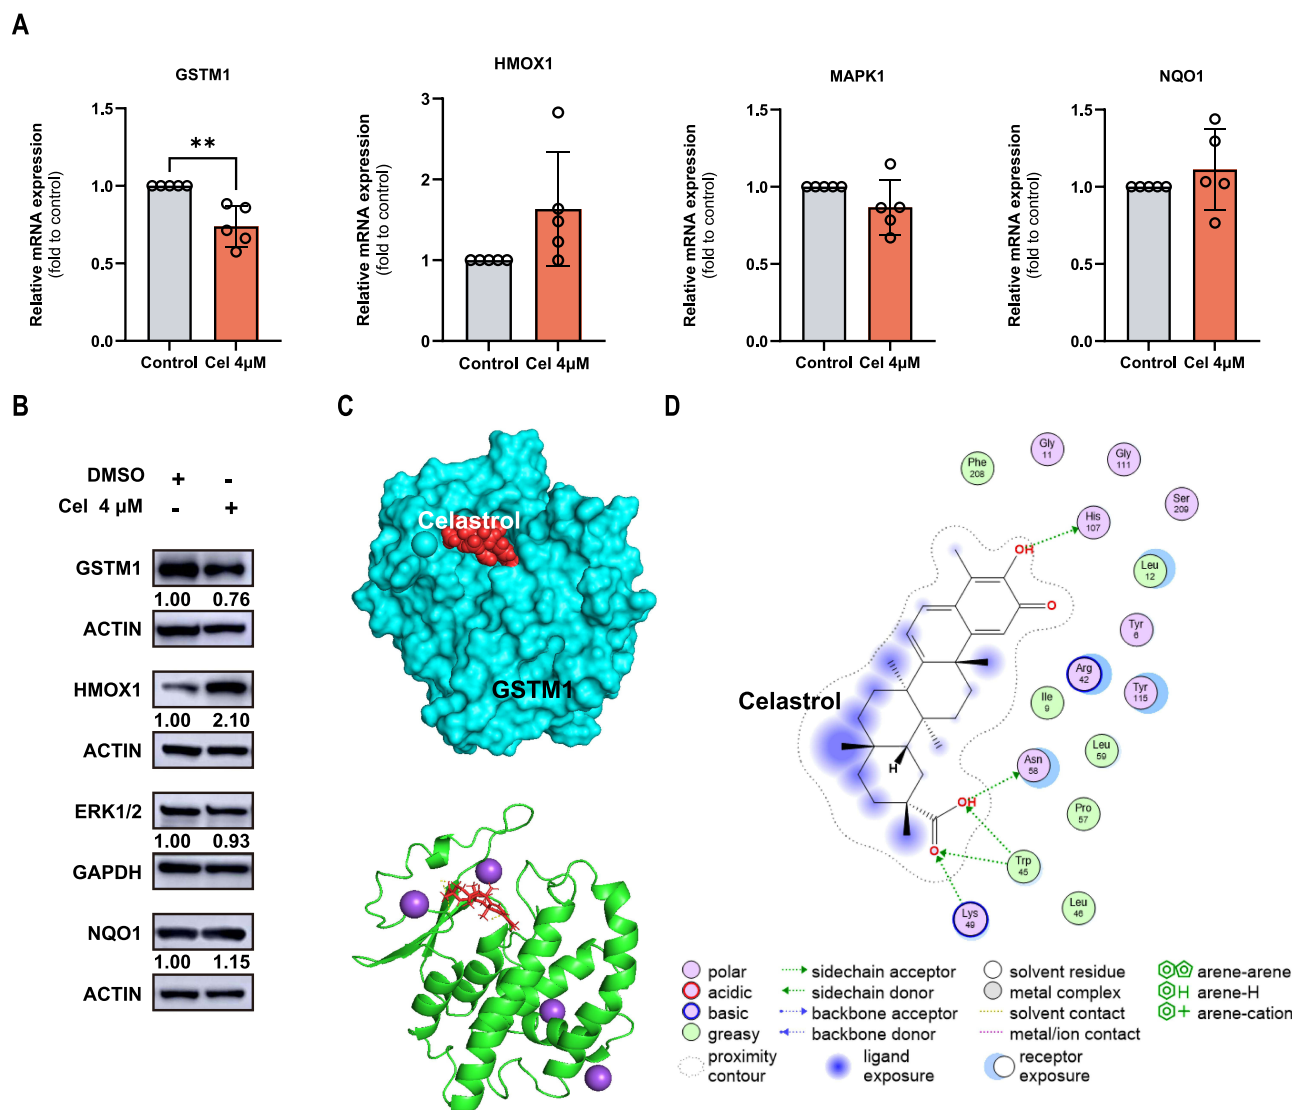 A
GSTM1
HMOX1
MAPK1
NQO1
Relative mRNA expression
(fold to control)
1.5
1.0
0.5
0.0
**
Control Cel 4μM
Relative mRNA expression
(fold to control)
3
2
1
0
Control Cel 4μM
Relative mRNA expression
(fold to control)
1.5
1.0
0.5
0.0
Control Cel 4μM
Relative mRNA expression
(fold to control)
1.5
1.0
0.5
0.0
Control Cel 4μM
B
DMSO + -
Cel 4 μM - +
GSTM1
1.00 0.76
ACTIN
HMOX1
1.00 2.10
ACTIN
ERK1/2
1.00 0.93
GAPDH
NQO1
1.00 1.15
ACTIN
C
Celastrol
GSTM1
D
Phe
208
Gly
11
Gly
111
Ser
209
His
107
Leu
12
Tyr
6
Arg
42
Tyr
115
Ile
9
Leu
59
Asn
58
Pro
57
Trp
45
Leu
46
Lys
49
OH
O
Celastrol
H
OH
O
polar
acidic
basic
greasy
proximity
contour
sidechain acceptor
sidechain donor
backbone acceptor
backbone donor
ligand
exposure
solvent residue
metal complex
solvent contact
metal/ion contact
receptor
exposure
arene-arene
H arene-H
+ arene-cation